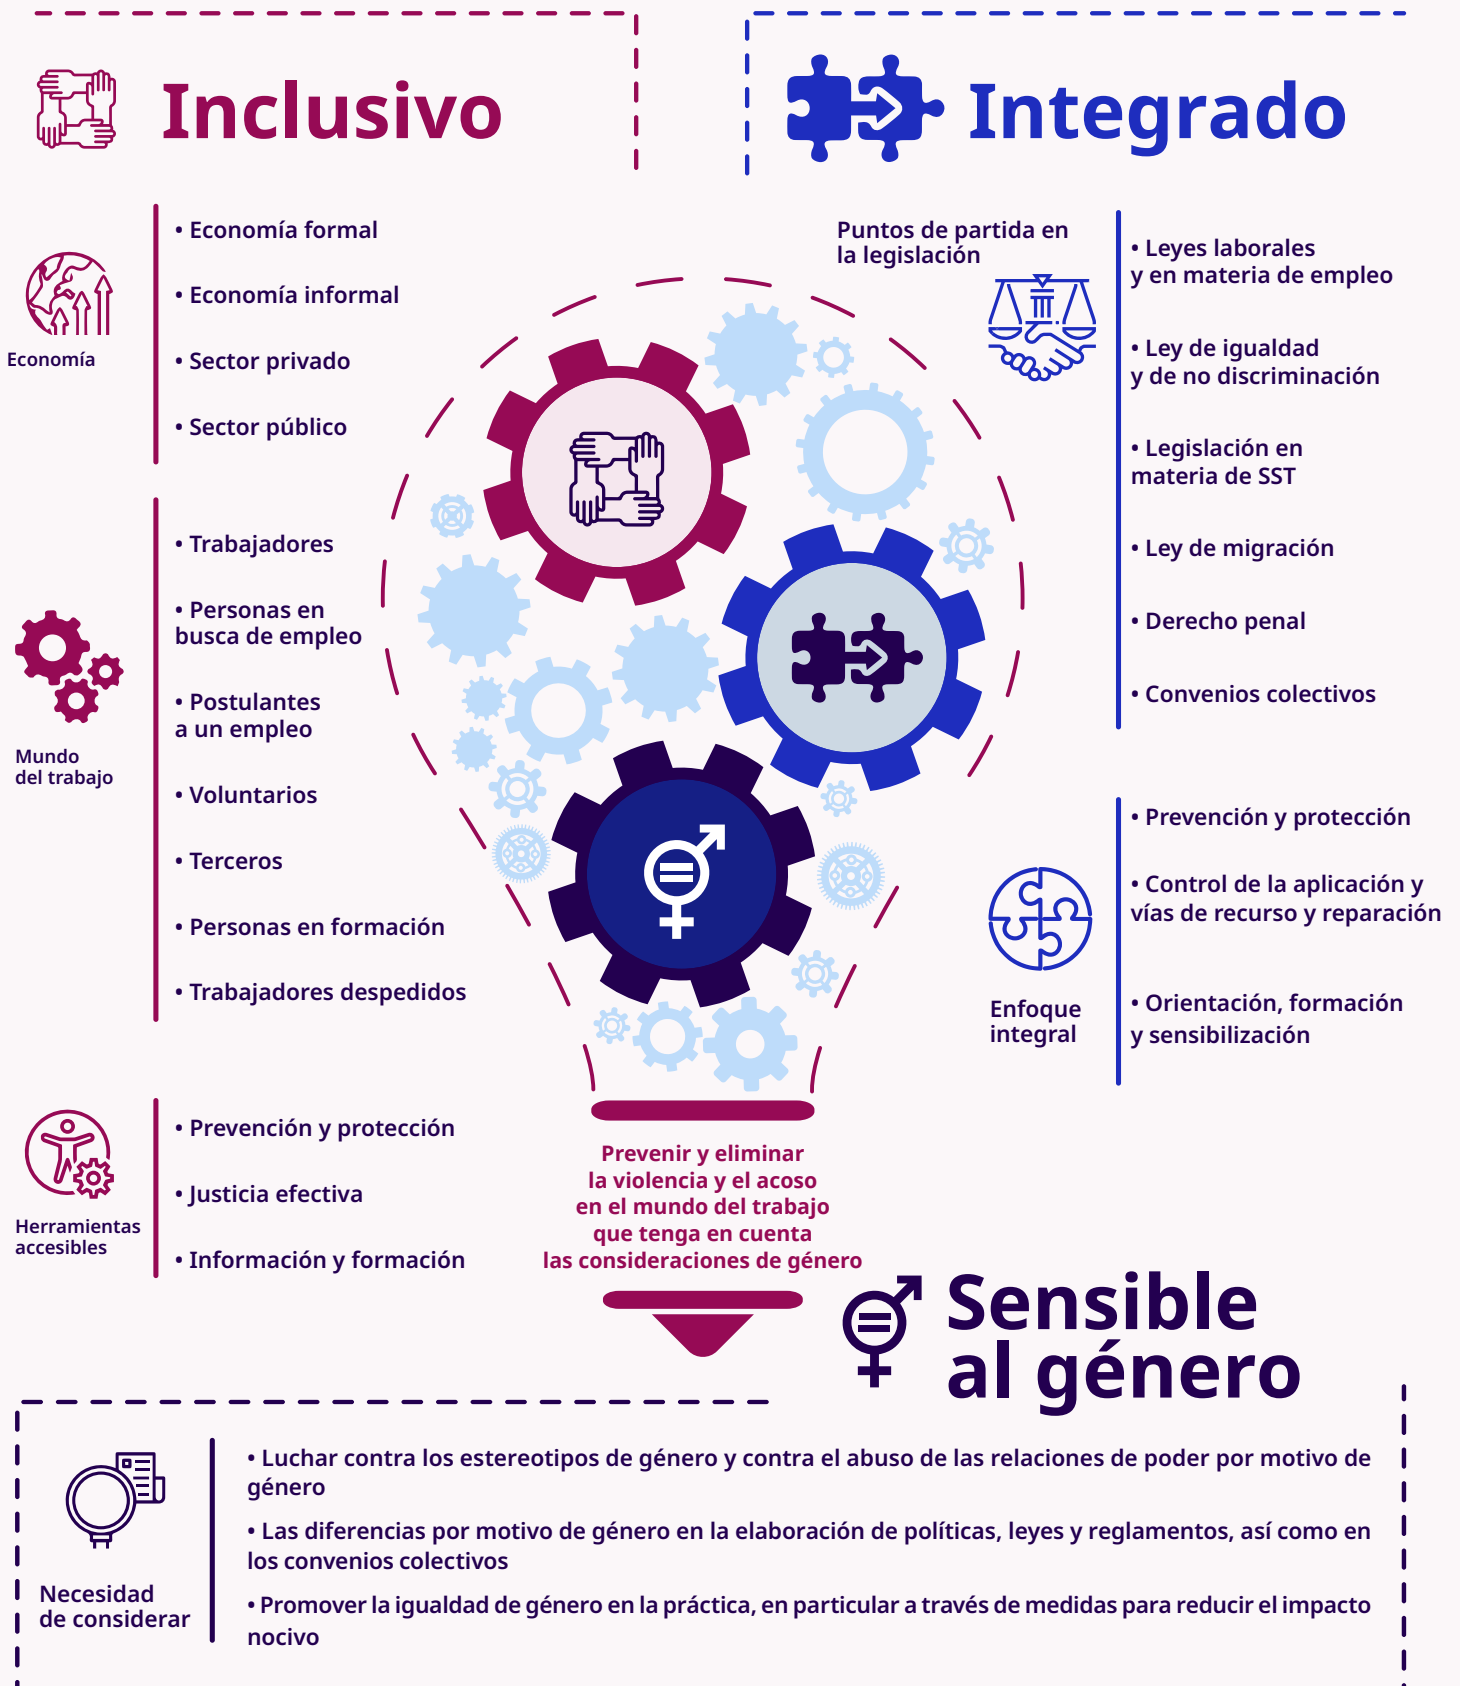 Inclusivo
Economía
• Economía formal
• Economía informal
• Sector privado
• Sector público
Mundo
del trabajo
• Trabajadores
• Personas en
busca de empleo
• Postulantes
a un empleo
• Voluntarios
• Terceros
• Personas en formación
• Trabajadores despedidos
Herramientas
accesibles
• Prevención y protección
• Justicia efectiva
• Información y formación
Integrado
Puntos de partida en
la legislación
• Leyes laborales
y en materia de empleo
• Ley de igualdad
y de no discriminación
• Legislación en
materia de SST
• Ley de migración
• Derecho penal
• Convenios colectivos
Enfoque
integral
• Prevención y protección
• Control de la aplicación y
vías de recurso y reparación
• Orientación, formación
y sensibilización
Prevenir y eliminar
la violencia y el acoso
en el mundo del trabajo
que tenga en cuenta
las consideraciones de género
Sensible
al género
Necesidad
de considerar
• Luchar contra los estereotipos de género y contra el abuso de las relaciones de poder por motivo de
género
• Las diferencias por motivo de género en la elaboración de políticas, leyes y reglamentos, así como en
los convenios colectivos
• Promover la igualdad de género en la práctica, en particular a través de medidas para reducir el impacto
nocivo